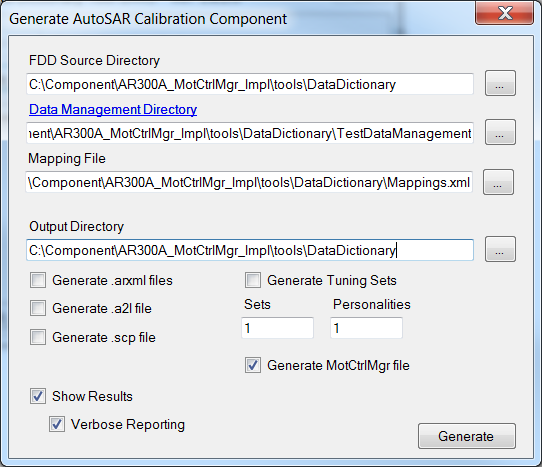 Generate AutoSAR Calibration Component
FDD Source Directory
C:\Component\AR300A_MotCtrlMgr_Impl\tools\DataDictionary
...
Data Management Directory
nent\AR300A_MotCtrlMgr_Impl\tools\DataDictionary\TestDataManagement
...
Mapping File
\Component\AR300A_MotCtrlMgr_Impl\tools\DataDictionary\Mappings.xml
...
Output Directory
C:\Component\AR300A_MotCtrlMgr_Impl\tools\DataDictionary
...
Generate .arxml files
Generate .a2l file
Generate .scp file
Generate Tuning Sets
Sets Personalities
1 1
Generate MotCtrlMgr file
Show Results
Verbose Reporting
Generate